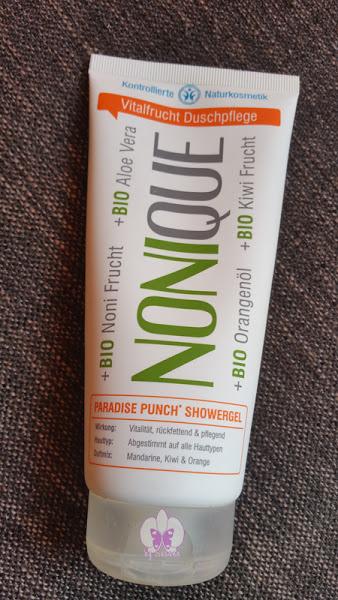 Kontrollierte Naturkosmetik
Vitalfrucht Duschpflege
+BIO Noni Frucht
+BIO Aloe Vera
NONIQUE
+BIO Orangenöl
+BIO Kiwi Frucht
PARADISE PUNCH* SHOWERGEL
Wirkung: Vitalität, rückfettend & pflegend
Hauttyp: Abgestimmt auf alle Hauttypen
Duftmix: Mandarine, Kiwi & Orange